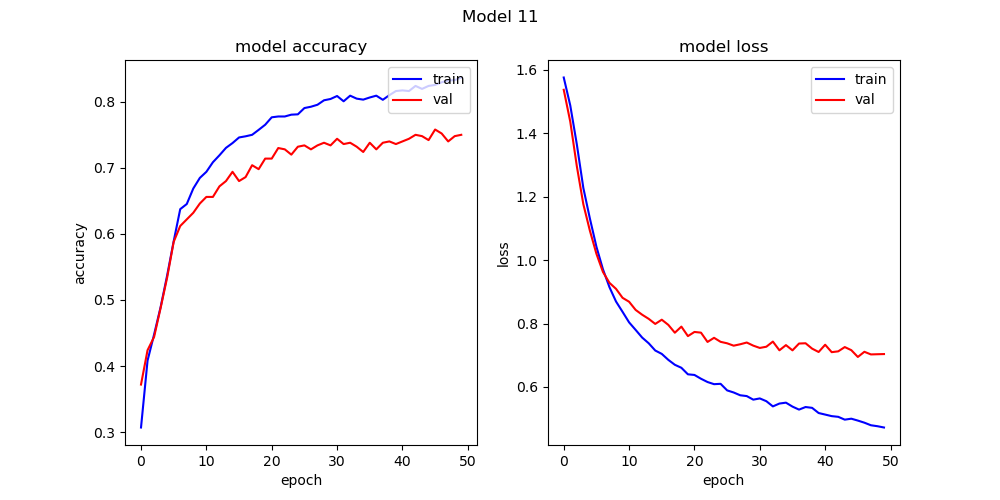 Model 11
model accuracy
accuracy
0.8
0.7
0.6
0.5
0.4
0.3
train
val
0 10 20 30 40 50
epoch
model loss
loss
1.6
1.4
1.2
1.0
0.8
0.6
train
val
0 10 20 30 40 50
epoch